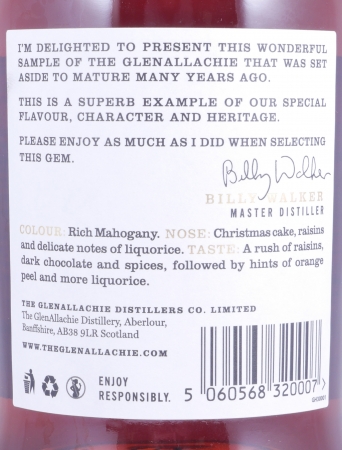 I'M DELIGHTED TO PRESENT THIS WONDERFUL
SAMPLE OF THE GLENALLACHIE THAT WAS SET
ASIDE TO MATURE MANY YEARS AGO.
THIS IS A SUPERB EXAMPLE OF OUR SPECIAL
FLAVOUR, CHARACTER AND HERITAGE.
PLEASE ENJOY AS MUCH AS I DID WHEN SELECTING
THIS GEM.
Billy Walker
BILLY WALKER
MASTER DISTILLER
COLOUR: Rich Mahogany. NOSE: Christmas cake, raisins
and delicate notes of liquorice. TASTE: A rush of raisins,
dark chocolate and spices, followed by hints of orange
peel and more liquorice.
THE GLENALLACHIE DISTILLERS CO. LIMITED
The GlenAllachie Distillery, Aberlour,
Banffshire, AB38 9LR Scotland
WWW.THEGLENALLACHIE.COM
ENJOY
RESPONSIBLY.
5 060568 320007 >